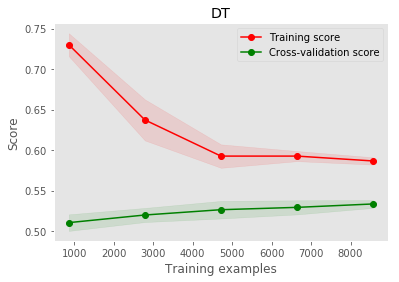 DT
0.75
0.70
0.65
0.60
0.55
0.50
Score
Training score
Cross-validation score
1000 2000 3000 4000 5000 6000 7000 8000
Training examples